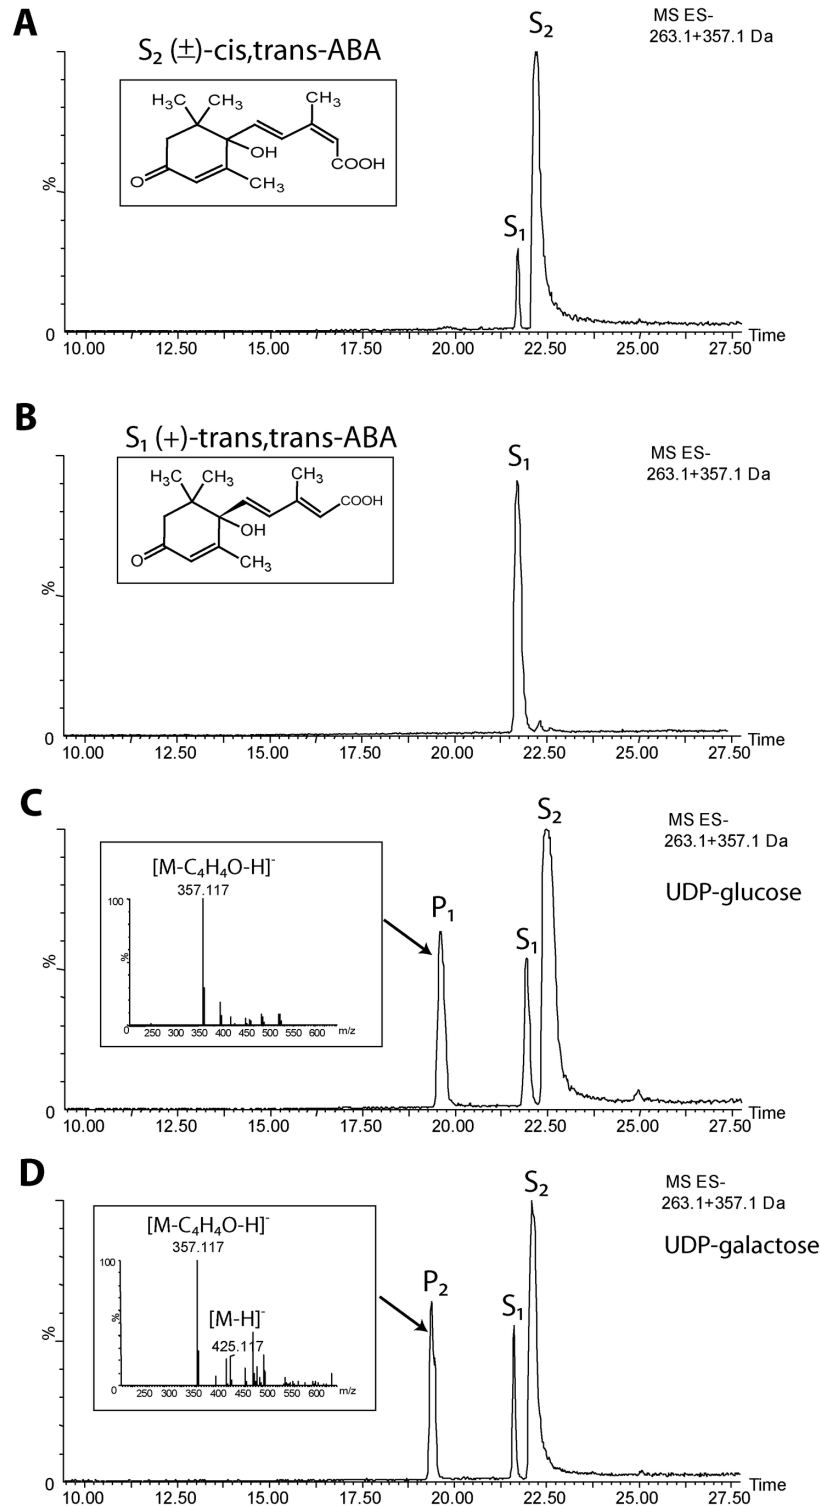 A
S₂ (±)-cis,trans-ABA
MS ES-
263.1+357.1 Da
H₃C
CH₃
CH₃
OH
COOH
O
CH₃
%
S₁
S₂
0
10.00 12.50 15.00 17.50 20.00 22.50 25.00 27.50 Time
B
S₁ (+)-trans,trans-ABA
MS ES-
263.1+357.1 Da
H₃C
CH₃
CH₃
COOH
OH
O
CH₃
%
S₁
0
10.00 12.50 15.00 17.50 20.00 22.50 25.00 27.50 Time
C
MS ES-
263.1+357.1 Da
UDP-glucose
[M-C₄H₄O-H]⁻
357.117
100
%
0
250 300 350 400 450 500 550 600 m/z
%
P₁
S₁
S₂
0
10.00 12.50 15.00 17.50 20.00 22.50 25.00 27.50 Time
D
MS ES-
263.1+357.1 Da
UDP-galactose
[M-C₄H₄O-H]⁻
357.117
[M-H]⁻
425.117
100
%
0
250 300 350 400 450 500 550 600 m/z
%
P₂
S₁
S₂
0
10.00 12.50 15.00 17.50 20.00 22.50 25.00 27.50 Time